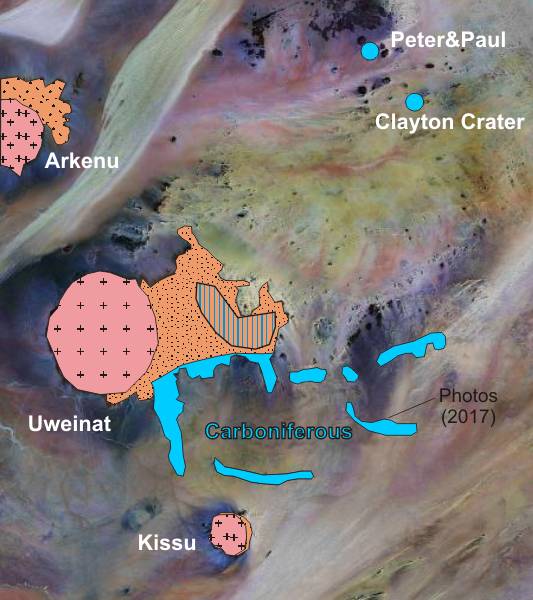 Peter&Paul
Clayton Crater
Arkenu
Photos
(2017)
Uweinat
Carboniferous
Kissu